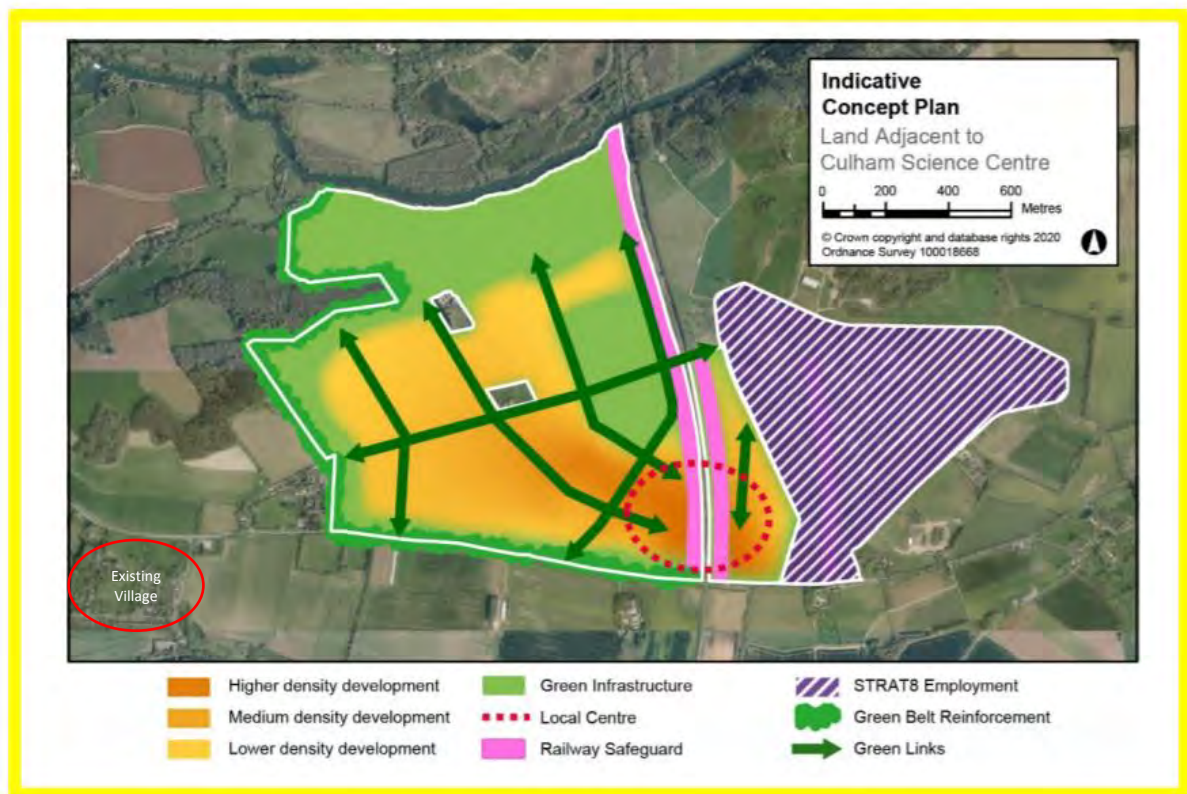 Indicative
Concept Plan
Land Adjacent to
Culham Science Centre
0 200 400 600
Metres
© Crown copyright and database rights 2020
Ordnance Survey 100018668
Existing
Village
Higher density development
Medium density development
Lower density development
Green Infrastructure
Local Centre
Railway Safeguard
STRAT8 Employment
Green Belt Reinforcement
Green Links